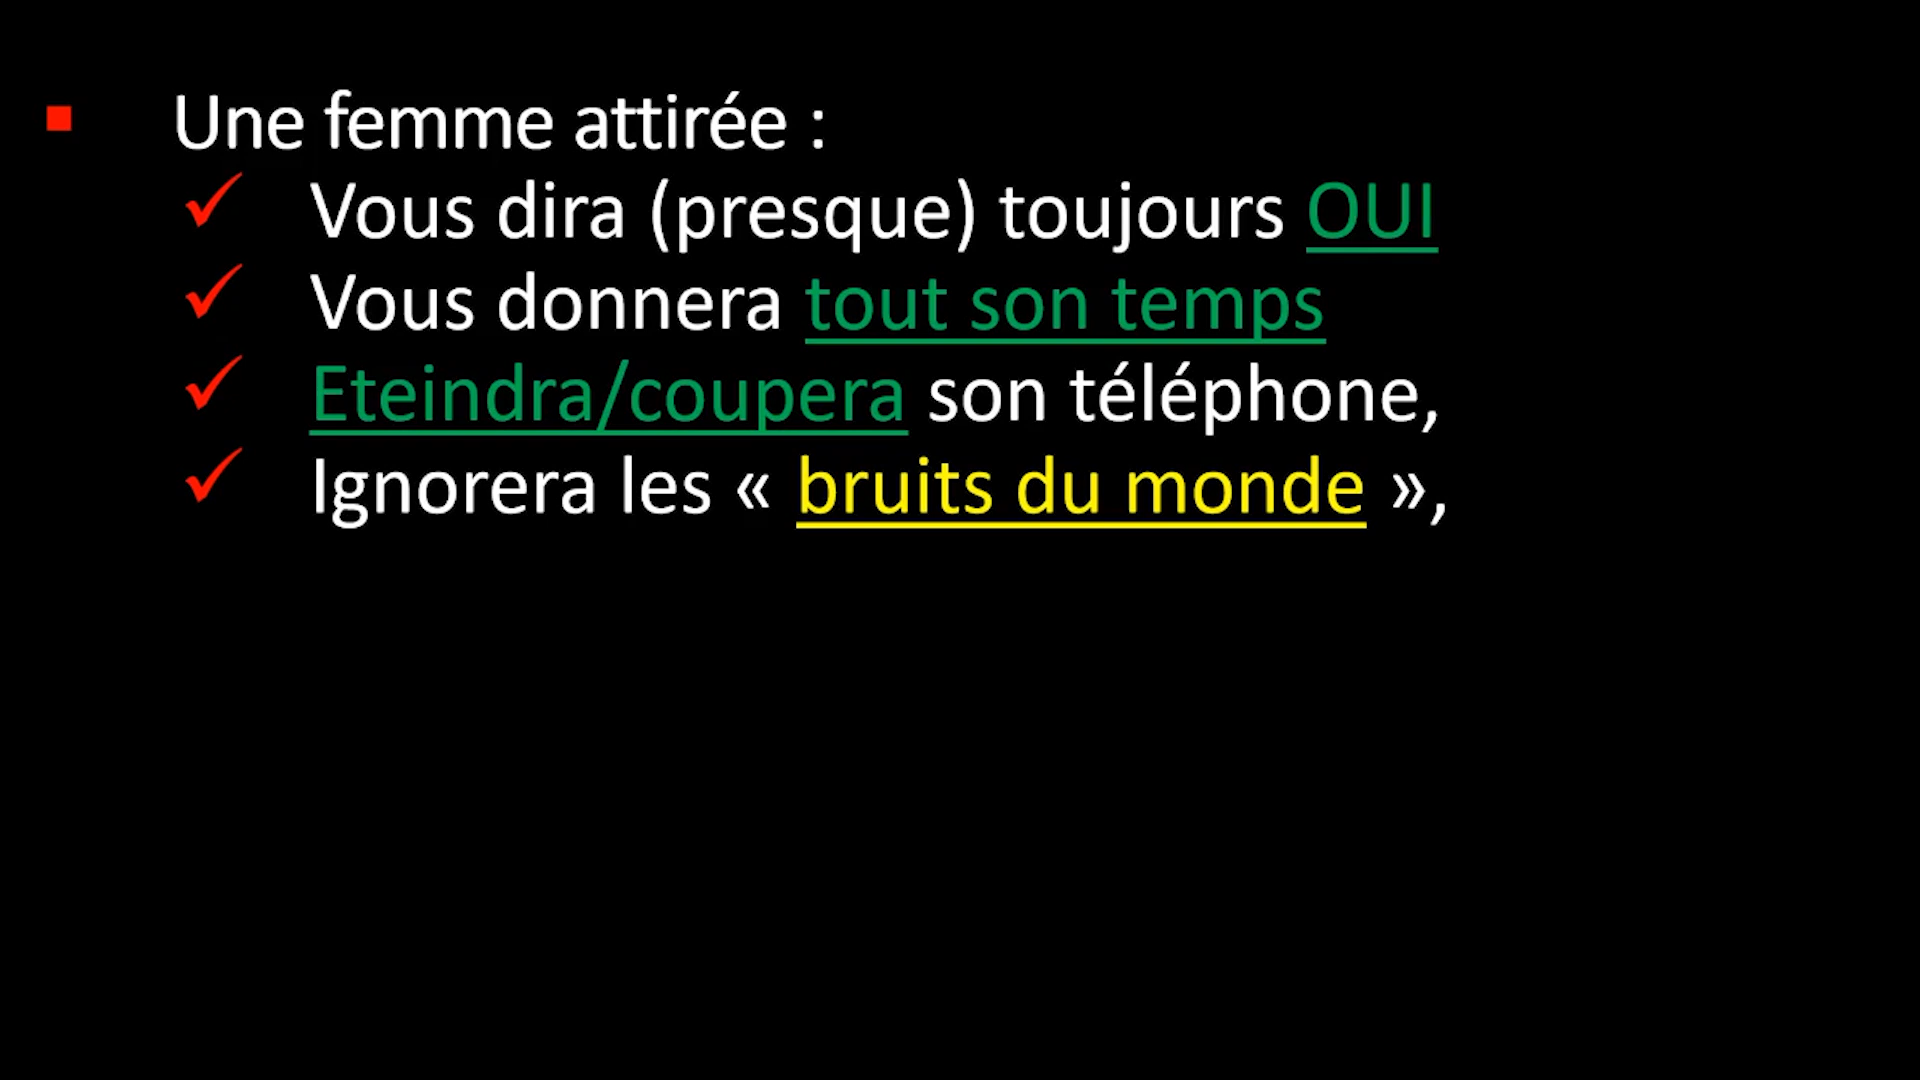 ▪ Une femme attirée :
✓ Vous dira (presque) toujours OUI
✓ Vous donnera tout son temps
✓ Eteindra/coupera son téléphone,
✓ Ignorera les « bruits du monde »,